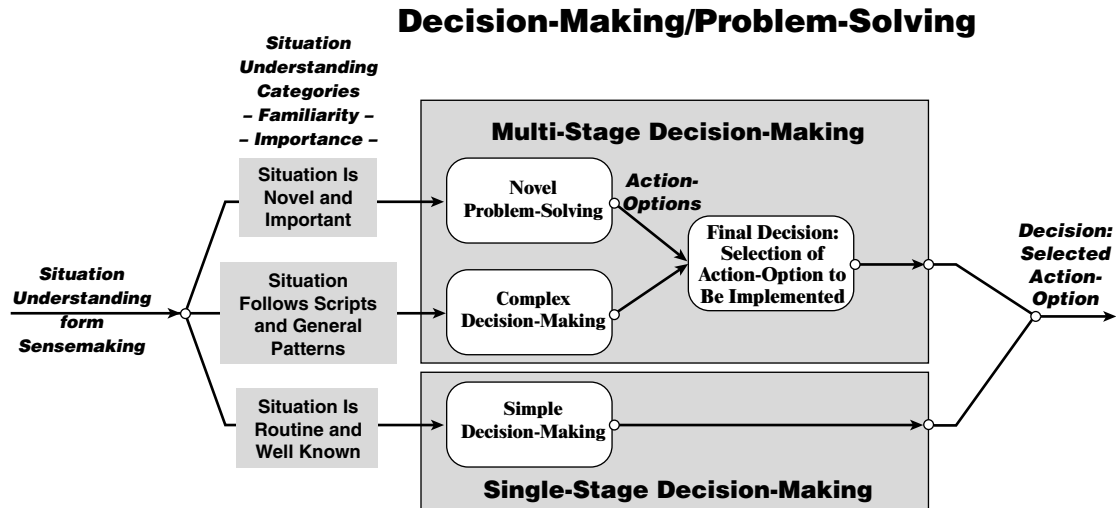 Decision-Making/Problem-Solving
Situation
Understanding
Categories
– Familiarity –
– Importance –
Multi-Stage Decision-Making
Situation Is
Novel and
Important
Novel
Problem-Solving
Action-
Options
Final Decision:
Selection of
Action-Option to
Be Implemented
Decision:
Selected
Action-
Option
Situation
Understanding
form
Sensemaking
Situation
Follows Scripts
and General
Patterns
Complex
Decision-Making
Situation Is
Routine and
Well Known
Simple
Decision-Making
Single-Stage Decision-Making